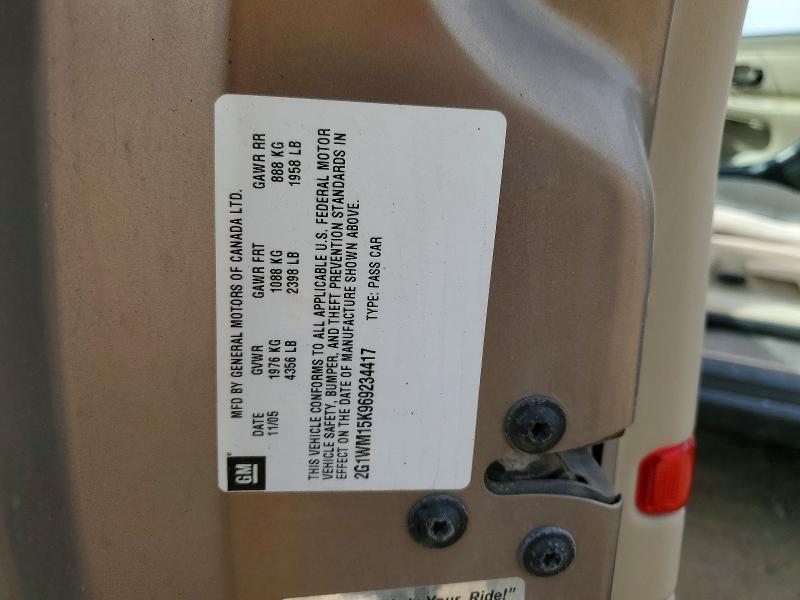 GM
MFD BY GENERAL MOTORS OF CANADA LTD.
DATE GVWR GAWR FRT GAWR RR
11/05 1976 KG 1088 KG 888 KG
4356 LB 2398 LB 1958 LB
THIS VEHICLE CONFORMS TO ALL APPLICABLE U.S. FEDERAL MOTOR
VEHICLE SAFETY, BUMPER, AND THEFT PREVENTION STANDARDS IN
EFFECT ON THE DATE OF MANUFACTURE SHOWN ABOVE.
2G1WM15K969234417 TYPE: PASS CAR
Your Ride!"